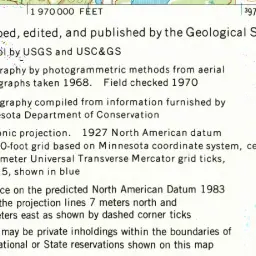 1 970 000 FEET
ped, edited, and published by the Geological S
by USGS and USC&GS
raphy by photogrammetric methods from aerial
graphs taken 1968. Field checked 1970
graphy compiled from information furnished by
esota Department of Conservation
onic projection. 1927 North American datum
0-foot grid based on Minnesota coordinate system, ce
meter Universal Transverse Mercator grid ticks,
5, shown in blue
ce on the predicted North American Datum 1983
the projection lines 7 meters north and
eters east as shown by dashed corner ticks
may be private inholdings within the boundaries of
ational or State reservations shown on this map